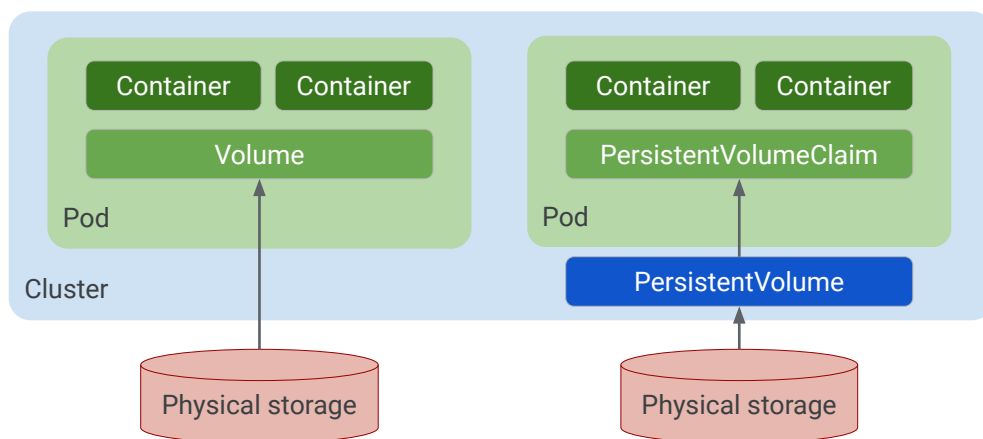 Container
Container
Volume
Pod
Container
Container
PersistentVolumeClaim
Pod
Cluster
PersistentVolume
Physical storage
Physical storage